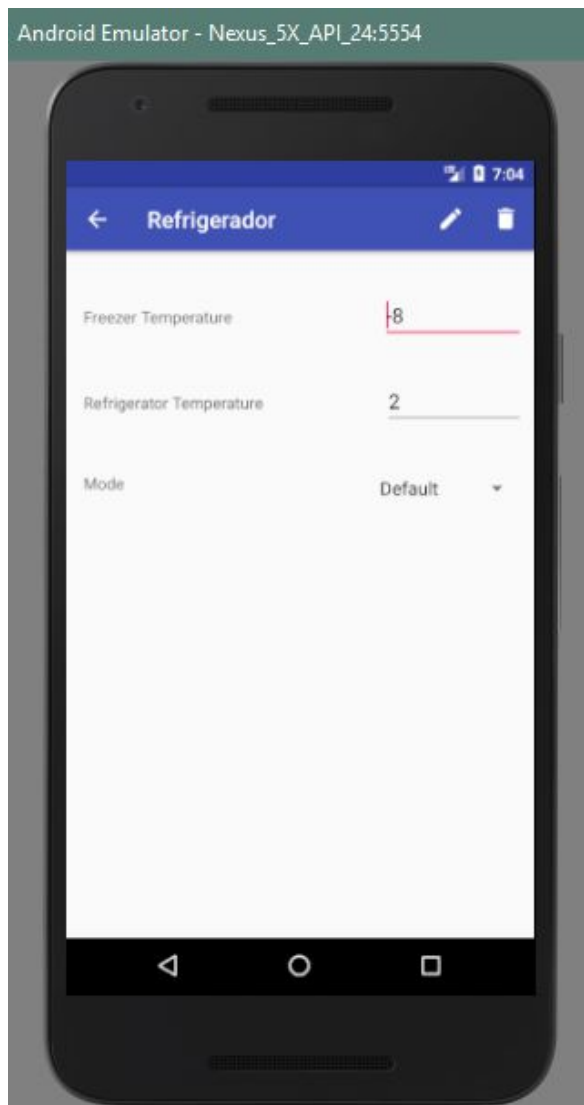 Android Emulator - Nexus_5X_API_24:5554
7:04
Refrigerador
Freezer Temperature
-8
Refrigerator Temperature
2
Mode
Default